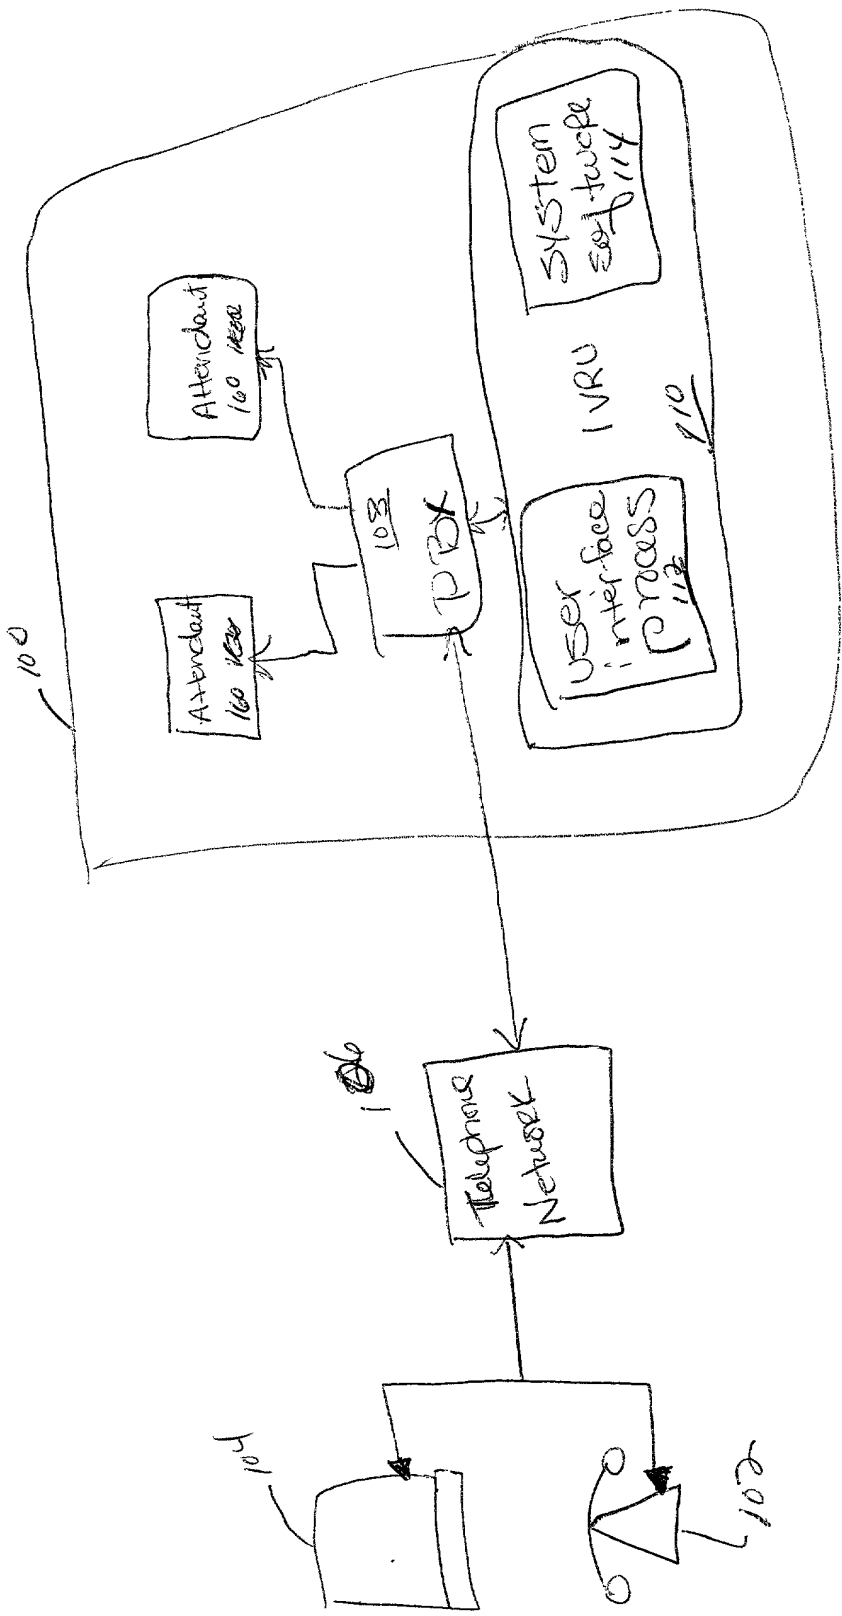 100
Attendant
160
Attendant
160
108
PBX
User
interface
process
112
IVRU
110
System
software
114
106
Telephone
Network
104
102